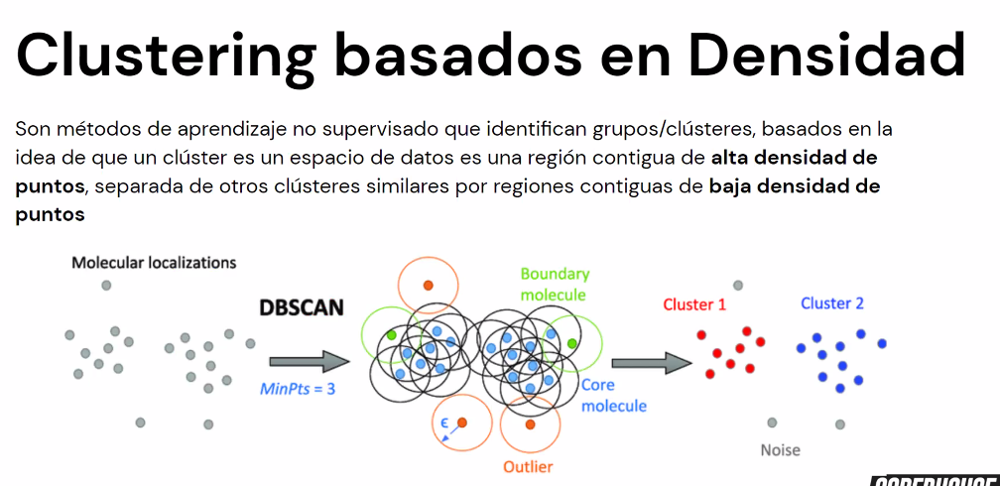 Clustering basados en Densidad
Son métodos de aprendizaje no supervisado que identifican grupos/clústeres, basados en la
idea de que un clúster es un espacio de datos es una región contigua de alta densidad de
puntos, separada de otros clústeres similares por regiones contiguas de baja densidad de
puntos
Molecular localizations
DBSCAN
MinPts = 3
Boundary
molecule
Core
molecule
ϵ
Outlier
Cluster 1
Cluster 2
Noise